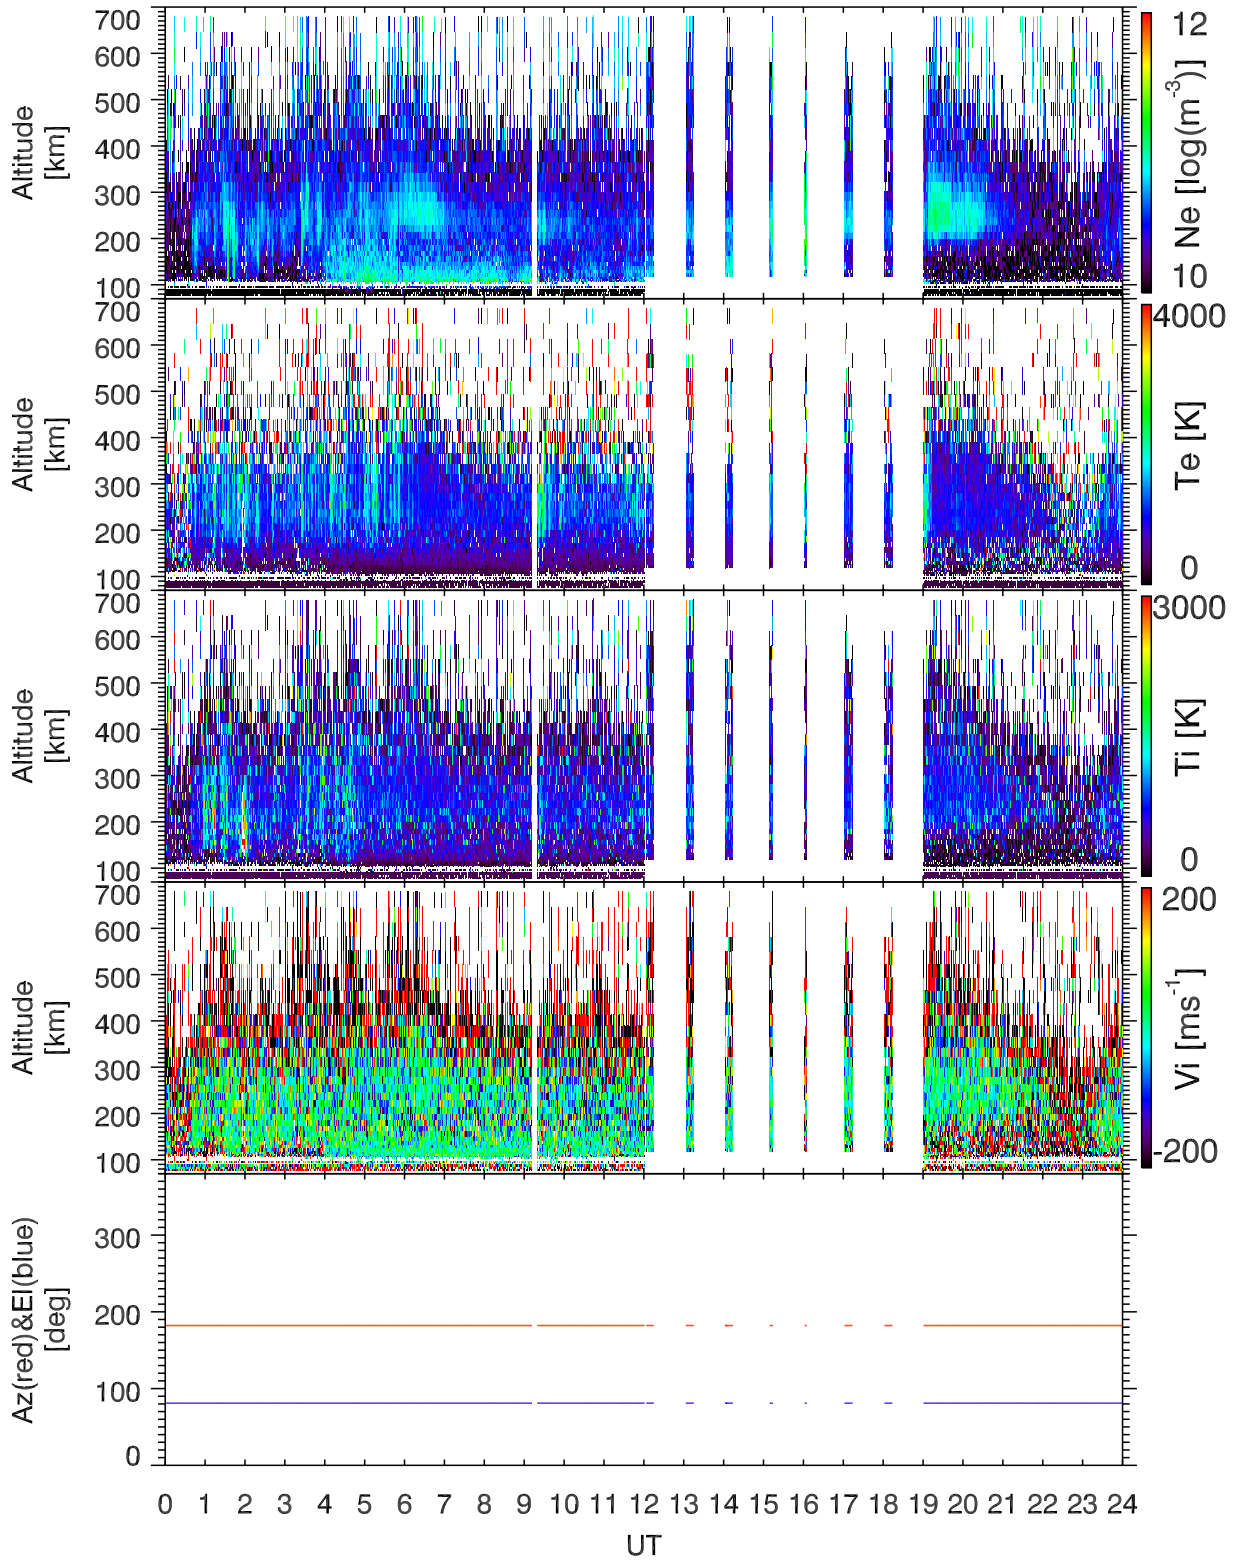 700
600
500
400
300
200
100
Altitude
[km]
12
10
Ne [log(m⁻³)]
700
600
500
400
300
200
100
Altitude
[km]
4000
0
Te [K]
700
600
500
400
300
200
100
Altitude
[km]
3000
0
Ti [K]
700
600
500
400
300
200
100
Altitude
[km]
200
-200
Vi [ms⁻¹]
300
200
100
0
Az(red)&El(blue)
[deg]
0 1 2 3 4 5 6 7 8 9 10 11 12 13 14 15 16 17 18 19 20 21 22 23 24
UT